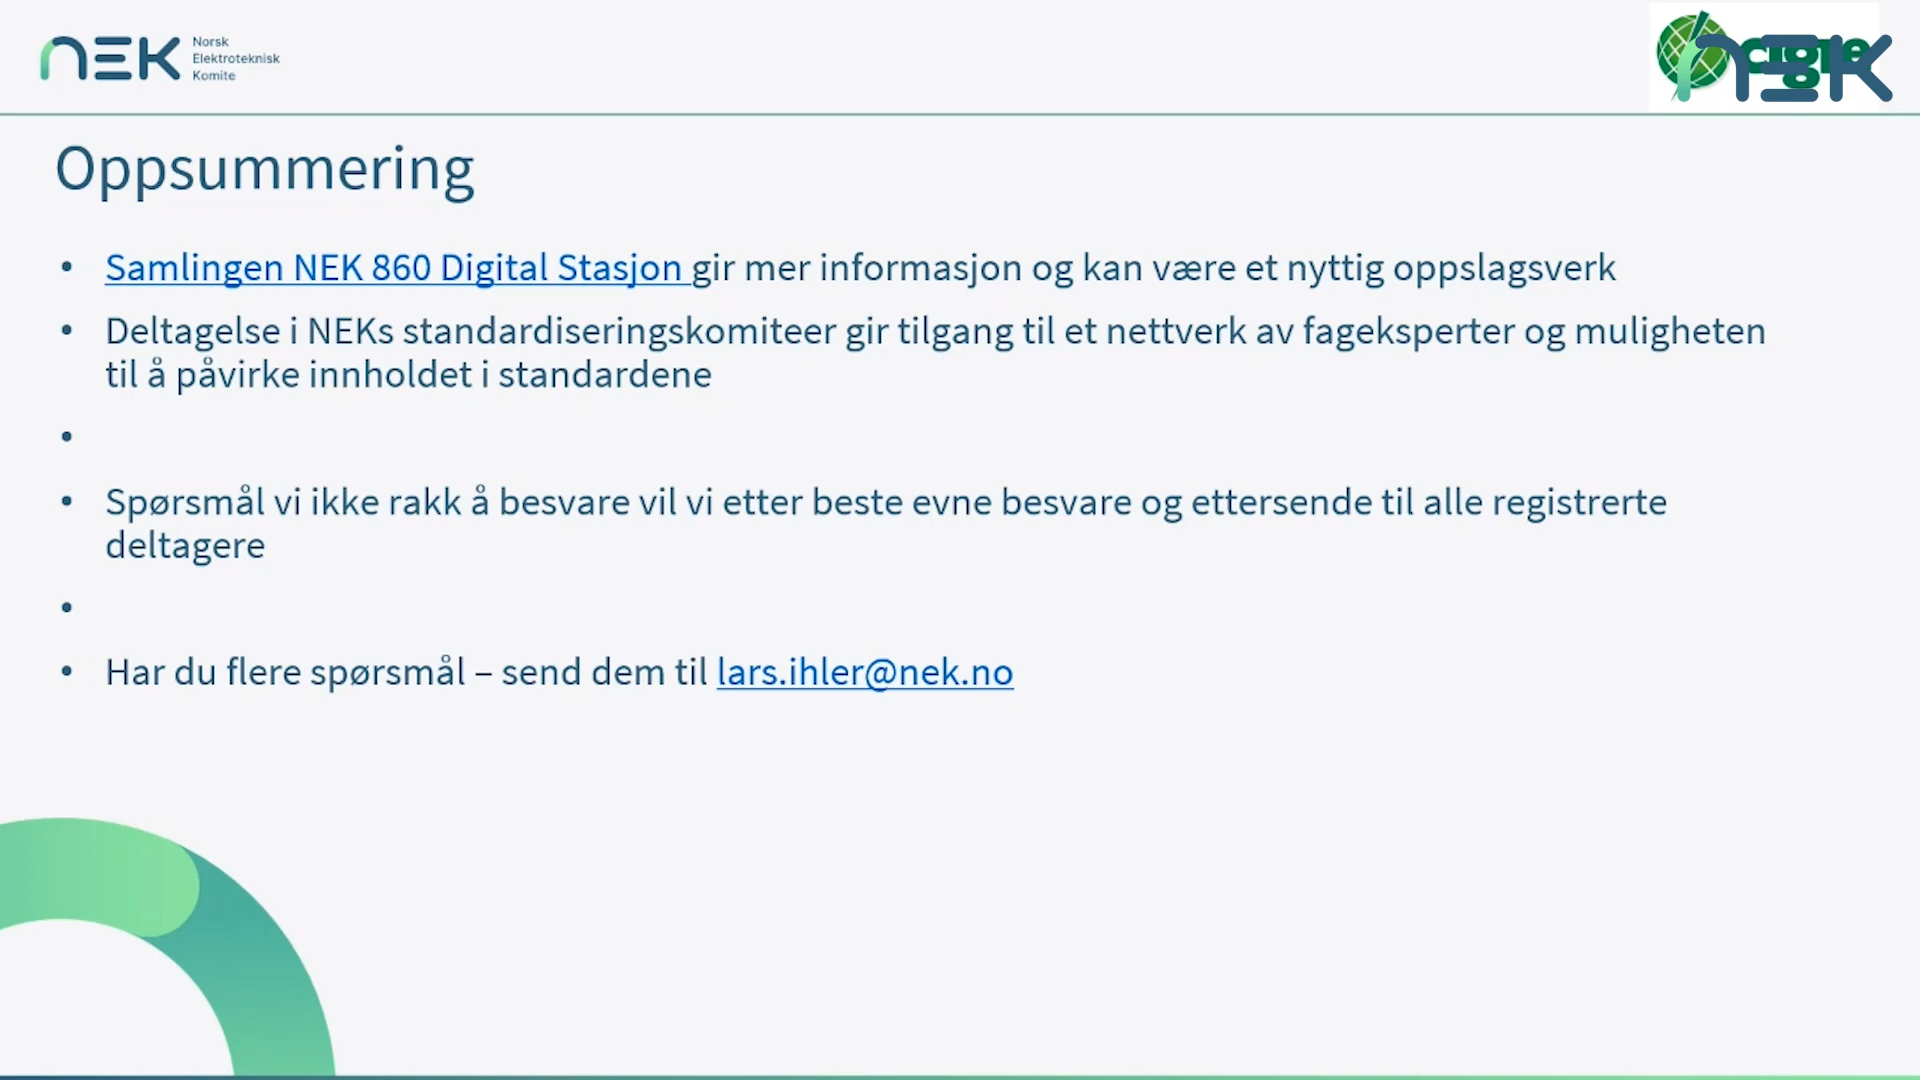 NEK Norsk
Elektroteknisk
Komite
cigre
NEK
Oppsummering
• Samlingen NEK 860 Digital Stasjon gir mer informasjon og kan være et nyttig oppslagsverk
• Deltagelse i NEKs standardiseringskomiteer gir tilgang til et nettverk av fageksperter og muligheten
til å påvirke innholdet i standardene
•
• Spørsmål vi ikke rakk å besvare vil vi etter beste evne besvare og ettersende til alle registrerte
deltagere
•
• Har du flere spørsmål – send dem til lars.ihler@nek.no